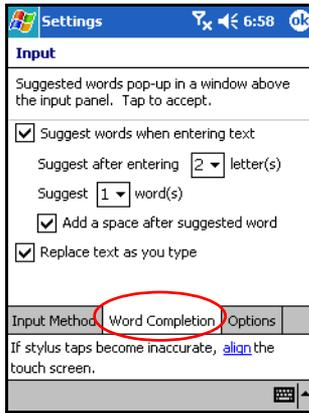 Settings 6:58 ok
Input
Suggested words pop-up in a window above
the input panel. Tap to accept.
Suggest words when entering text
Suggest after entering 2 letter(s)
Suggest 1 word(s)
Add a space after suggested word
Replace text as you type
Input Method Word Completion Options
If stylus taps become inaccurate, align the
touch screen.